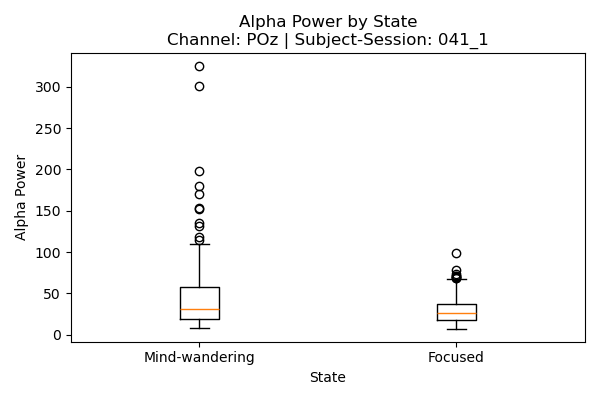 Alpha Power by State
Channel: POz | Subject-Session: 041_1
Alpha Power
300
250
200
150
100
50
0
Mind-wandering
Focused
State